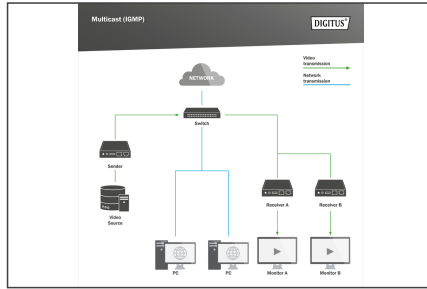 Multicast (IGMP)
DIGITUS®
Video
transmission
Network
transmission
NETWORK
Switch
Sender
Receiver A
Receiver B
Video
Source
PC
PC
Monitor A
Monitor B